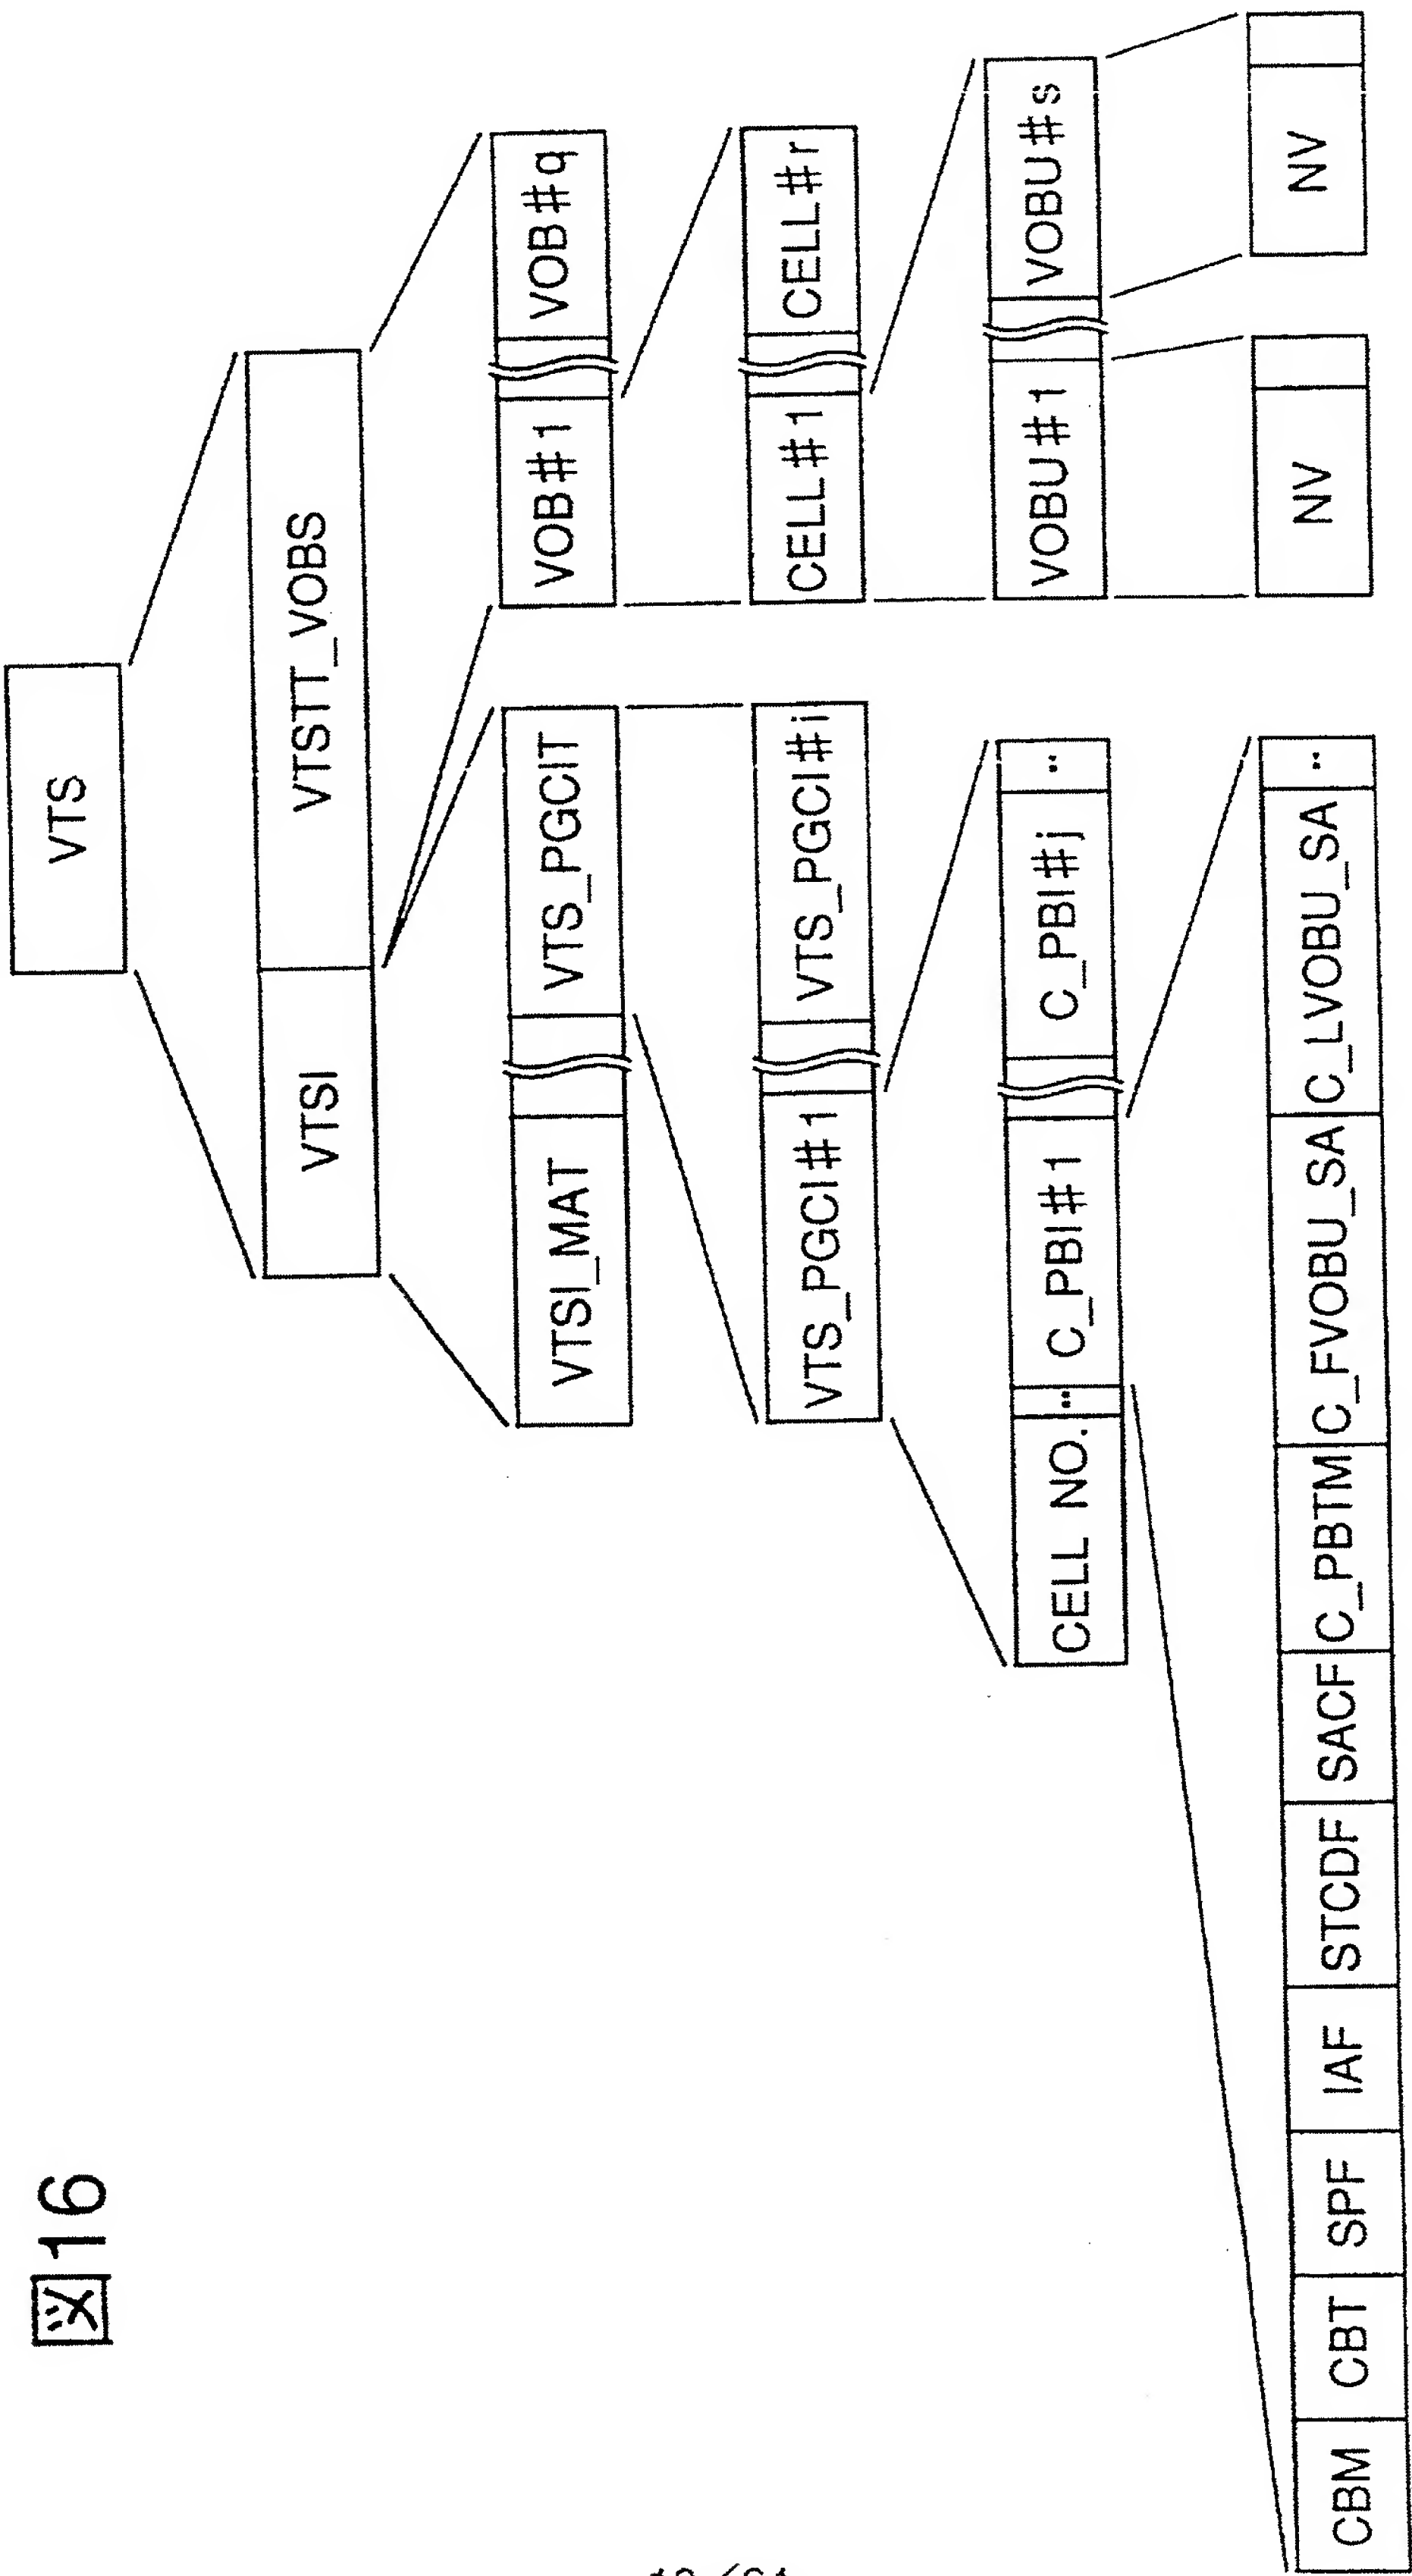 図16
VTS
VTSI VTSTT_VOBS
VTSI_MAT VTS_PGCIT VOB#1 VOB#q
VTS_PGCI#1 VTS_PGCI#i CELL#1 CELL#r
CELL NO. ‥ C_PBI#1 C_PBI#j ‥ VOBU#1 VOBU#s
CBM CBT SPF IAF STCDF SACF C_PBTM C_FVOBU_SA C_LVOBU_SA ‥ NV NV